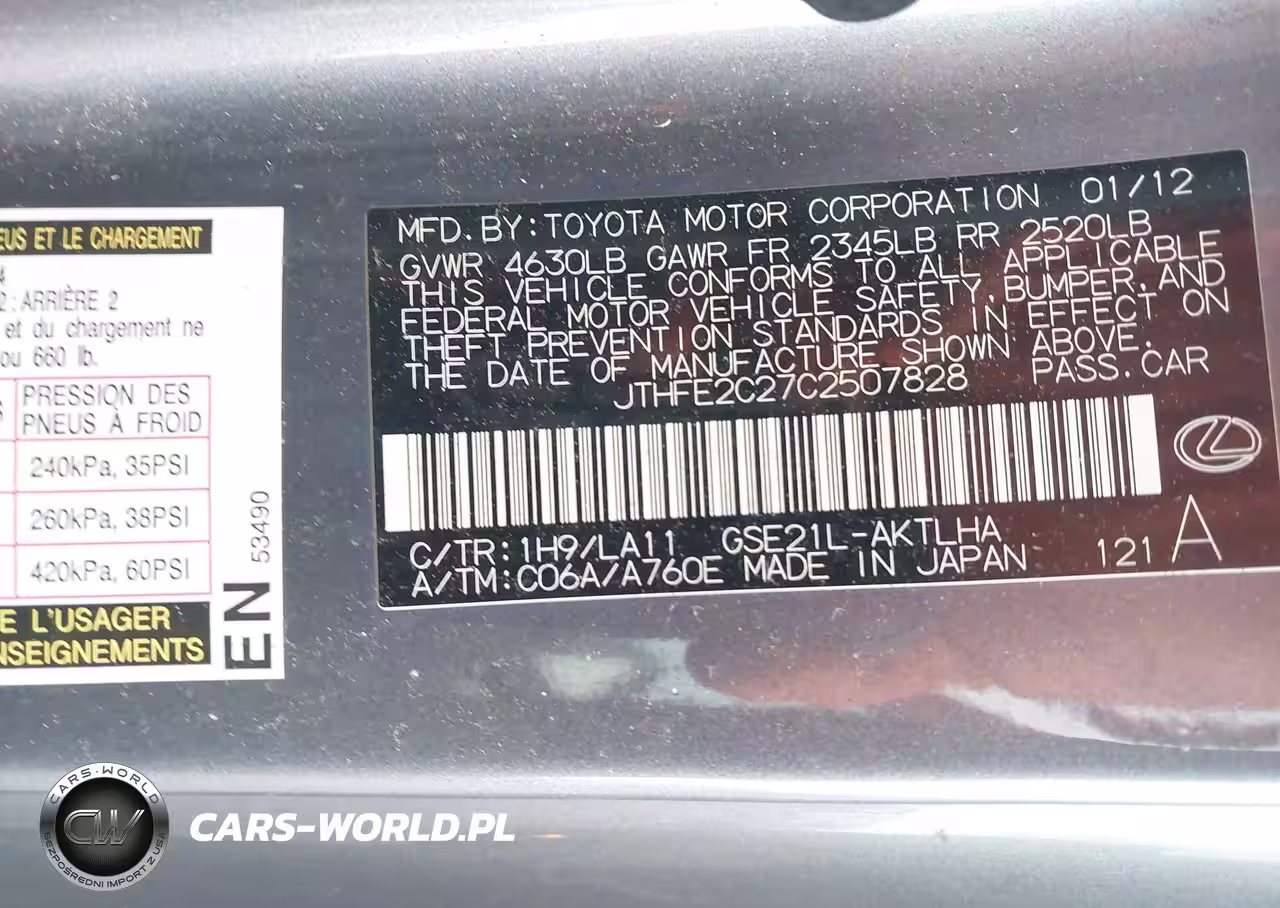 EUS ET LE CHARGEMENT
4
2: ARRIÈRE 2
et du chargement ne
ou 660 lb.
PRESSION DES
PNEUS À FROID
240kPa, 35PSI
260kPa, 38PSI
420kPa, 60PSI
E L'USAGER
NSEIGNEMENTS
EN
53490
MFD. BY: TOYOTA MOTOR CORPORATION 01/12
GVWR 4630LB GAWR FR 2345LB RR 2520LB
THIS VEHICLE CONFORMS TO ALL APPLICABLE
FEDERAL MOTOR VEHICLE SAFETY, BUMPER, AND
THEFT PREVENTION STANDARDS IN EFFECT ON
THE DATE OF MANUFACTURE SHOWN ABOVE.
JTHFE2C27C2507828 PASS. CAR
C/TR: 1H9/LA11 GSE21L-AKTLHA
A/TM: C06A/A760E MADE IN JAPAN 121 A
CARS-WORLD
CW
BEZPOŚREDNI IMPORT Z USA
CARS-WORLD.PL